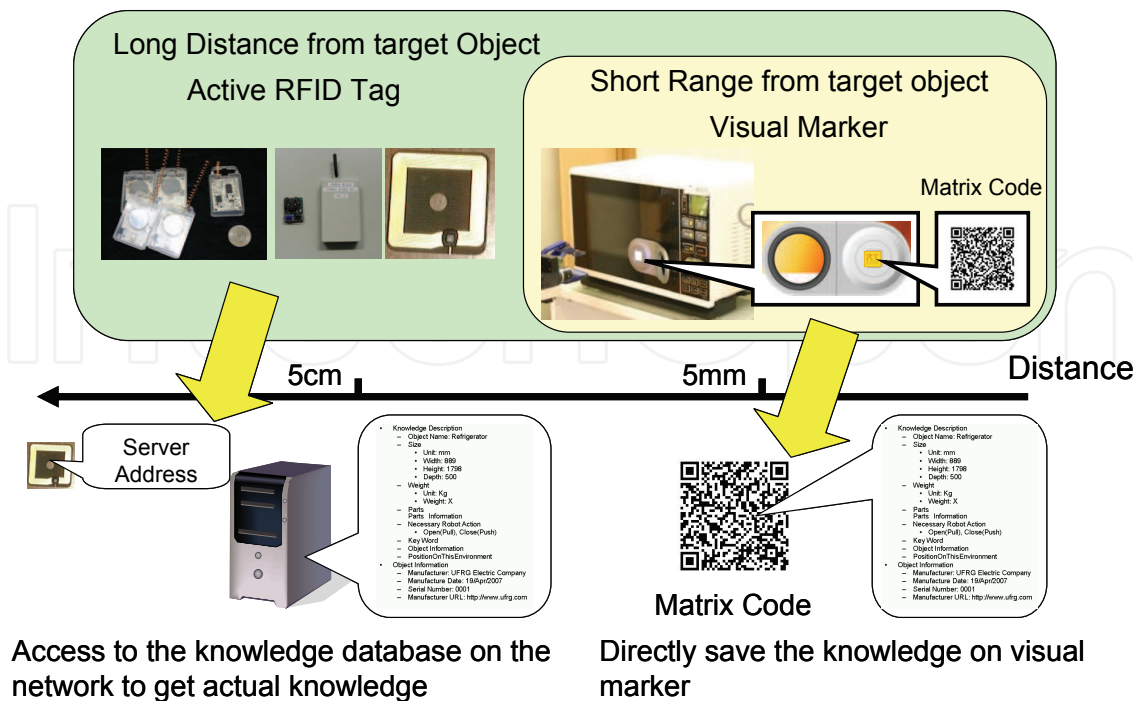 Long Distance from target Object
Active RFID Tag
Short Range from target object
Visual Marker
Matrix Code
5cm
5mm
Distance
Server
Address
• Knowledge Description
– Object Name: Refrigerator
– Size
• Unit: mm
• Width: 889
• Height: 1798
• Depth: 500
– Weight
• Unit: Kg
• Weight: X
– Parts
Parts Information
– Necessary Robot Action
• Open(Pull), Close(Push)
– Key Word
– Object Information
– PositionOnThisEnvironment
• Object Information
– Manufacturer: UFRG Electric Company
– Manufacture Date: 19/Apr/2007
– Serial Number: 0001
– Manufacturer URL: http://www.ufrg.com
Matrix Code
• Knowledge Description
– Object Name: Refrigerator
– Size
• Unit: mm
• Width: 889
• Height: 1798
• Depth: 500
– Weight
• Unit: Kg
• Weight: X
– Parts
Parts Information
– Necessary Robot Action
• Open(Pull), Close(Push)
– Key Word
– Object Information
– PositionOnThisEnvironment
• Object Information
– Manufacturer: UFRG Electric Company
– Manufacture Date: 19/Apr/2007
– Serial Number: 0001
– Manufacturer URL: http://www.ufrg.com
Access to the knowledge database on the
network to get actual knowledge
Directly save the knowledge on visual
marker